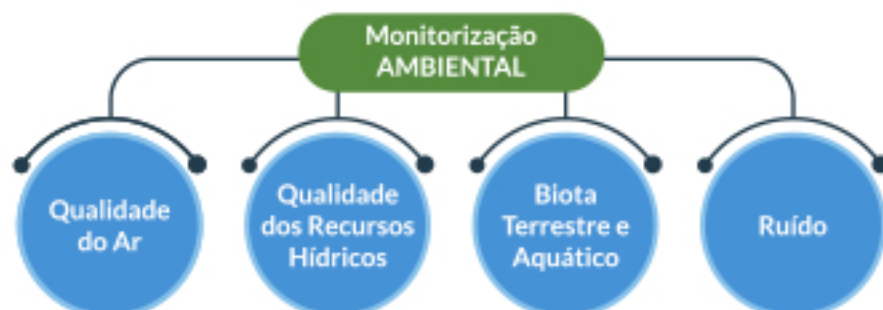 Monitorização
AMBIENTAL
Qualidade
do Ar
Qualidade
dos Recursos
Hídricos
Biota
Terrestre e
Aquático
Ruído